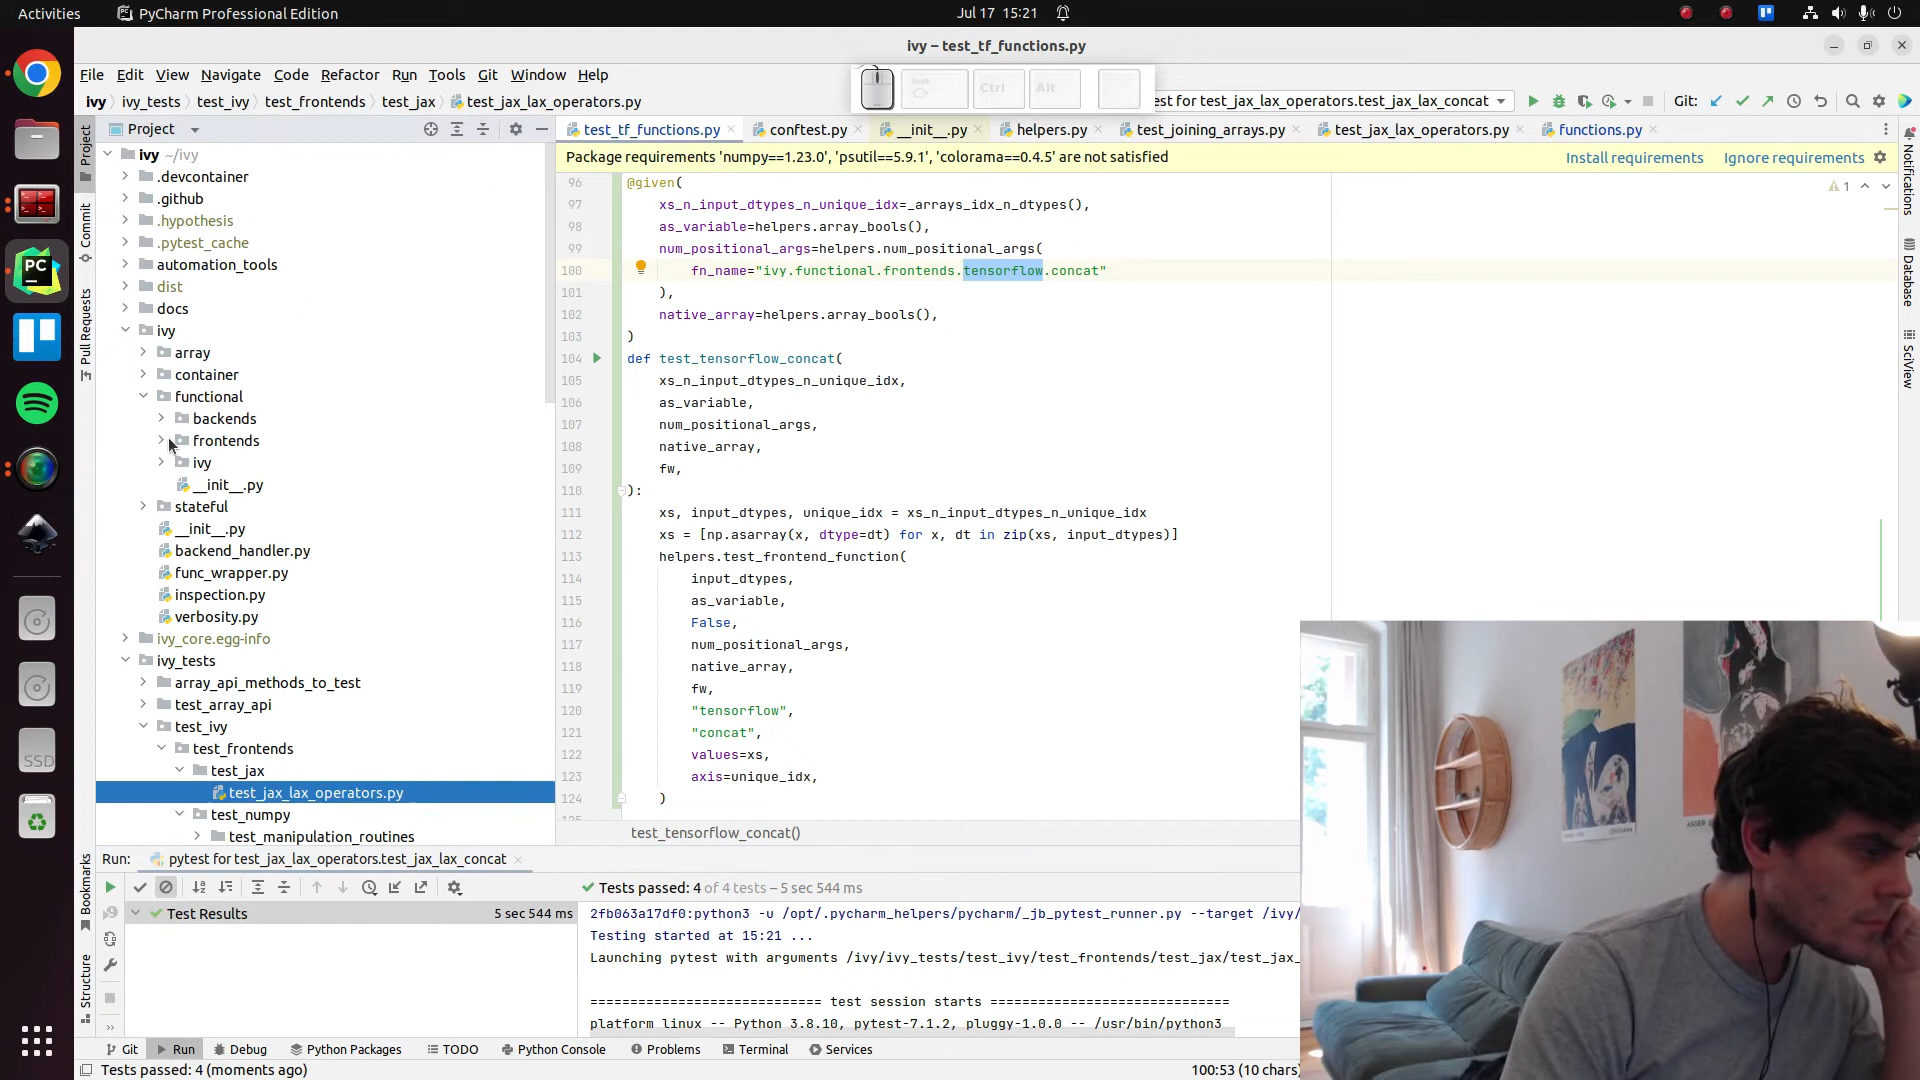 Activities
PyCharm Professional Edition
Jul 17 15:21
ivy – test_tf_functions.py
File Edit View Navigate Code Refactor Run Tools Git Window Help
Shift
Ctrl
Alt
ivy
ivy_tests
test_ivy
test_frontends
test_jax
test_jax_lax_operators.py
est for test_jax_lax_operators.test_jax_lax_concat
Git:
Project
test_tf_functions.py
conftest.py
__init__.py
helpers.py
test_joining_arrays.py
test_jax_lax_operators.py
functions.py
Package requirements 'numpy==1.23.0', 'psutil==5.9.1', 'colorama==0.4.5' are not satisfied
Install requirements
Ignore requirements
Project
Commit
Pull Requests
Bookmarks
Structure
Notifications
Database
SciView
ivy ~/ivy
.devcontainer
.github
.hypothesis
.pytest_cache
automation_tools
dist
docs
ivy
array
container
functional
backends
frontends
ivy
__init__.py
stateful
__init__.py
backend_handler.py
func_wrapper.py
inspection.py
verbosity.py
ivy_core.egg-info
ivy_tests
array_api_methods_to_test
test_array_api
test_ivy
test_frontends
test_jax
test_jax_lax_operators.py
test_numpy
test_manipulation_routines
1
96 @given(
97 xs_n_input_dtypes_n_unique_idx=_arrays_idx_n_dtypes(),
98 as_variable=helpers.array_bools(),
99 num_positional_args=helpers.num_positional_args(
100 fn_name="ivy.functional.frontends.tensorflow.concat"
101 ),
102 native_array=helpers.array_bools(),
103 )
104 def test_tensorflow_concat(
105 xs_n_input_dtypes_n_unique_idx,
106 as_variable,
107 num_positional_args,
108 native_array,
109 fw,
110 ):
111 xs, input_dtypes, unique_idx = xs_n_input_dtypes_n_unique_idx
112 xs = [np.asarray(x, dtype=dt) for x, dt in zip(xs, input_dtypes)]
113 helpers.test_frontend_function(
114 input_dtypes,
115 as_variable,
116 False,
117 num_positional_args,
118 native_array,
119 fw,
120 "tensorflow",
121 "concat",
122 values=xs,
123 axis=unique_idx,
124 )
test_tensorflow_concat()
Run:
pytest for test_jax_lax_operators.test_jax_lax_concat
Tests passed: 4 of 4 tests – 5 sec 544 ms
Test Results 5 sec 544 ms
2fb063a17df0:python3 -u /opt/.pycharm_helpers/pycharm/_jb_pytest_runner.py --target /ivy/
Testing started at 15:21 ...
Launching pytest with arguments /ivy/ivy_tests/test_ivy/test_frontends/test_jax/test_jax_
============================= test session starts ==============================
platform linux -- Python 3.8.10, pytest-7.1.2, pluggy-1.0.0 -- /usr/bin/python3
Git
Run
Debug
Python Packages
TODO
Python Console
Problems
Terminal
Services
Tests passed: 4 (moments ago)
100:53 (10 chars)
PC
SSD